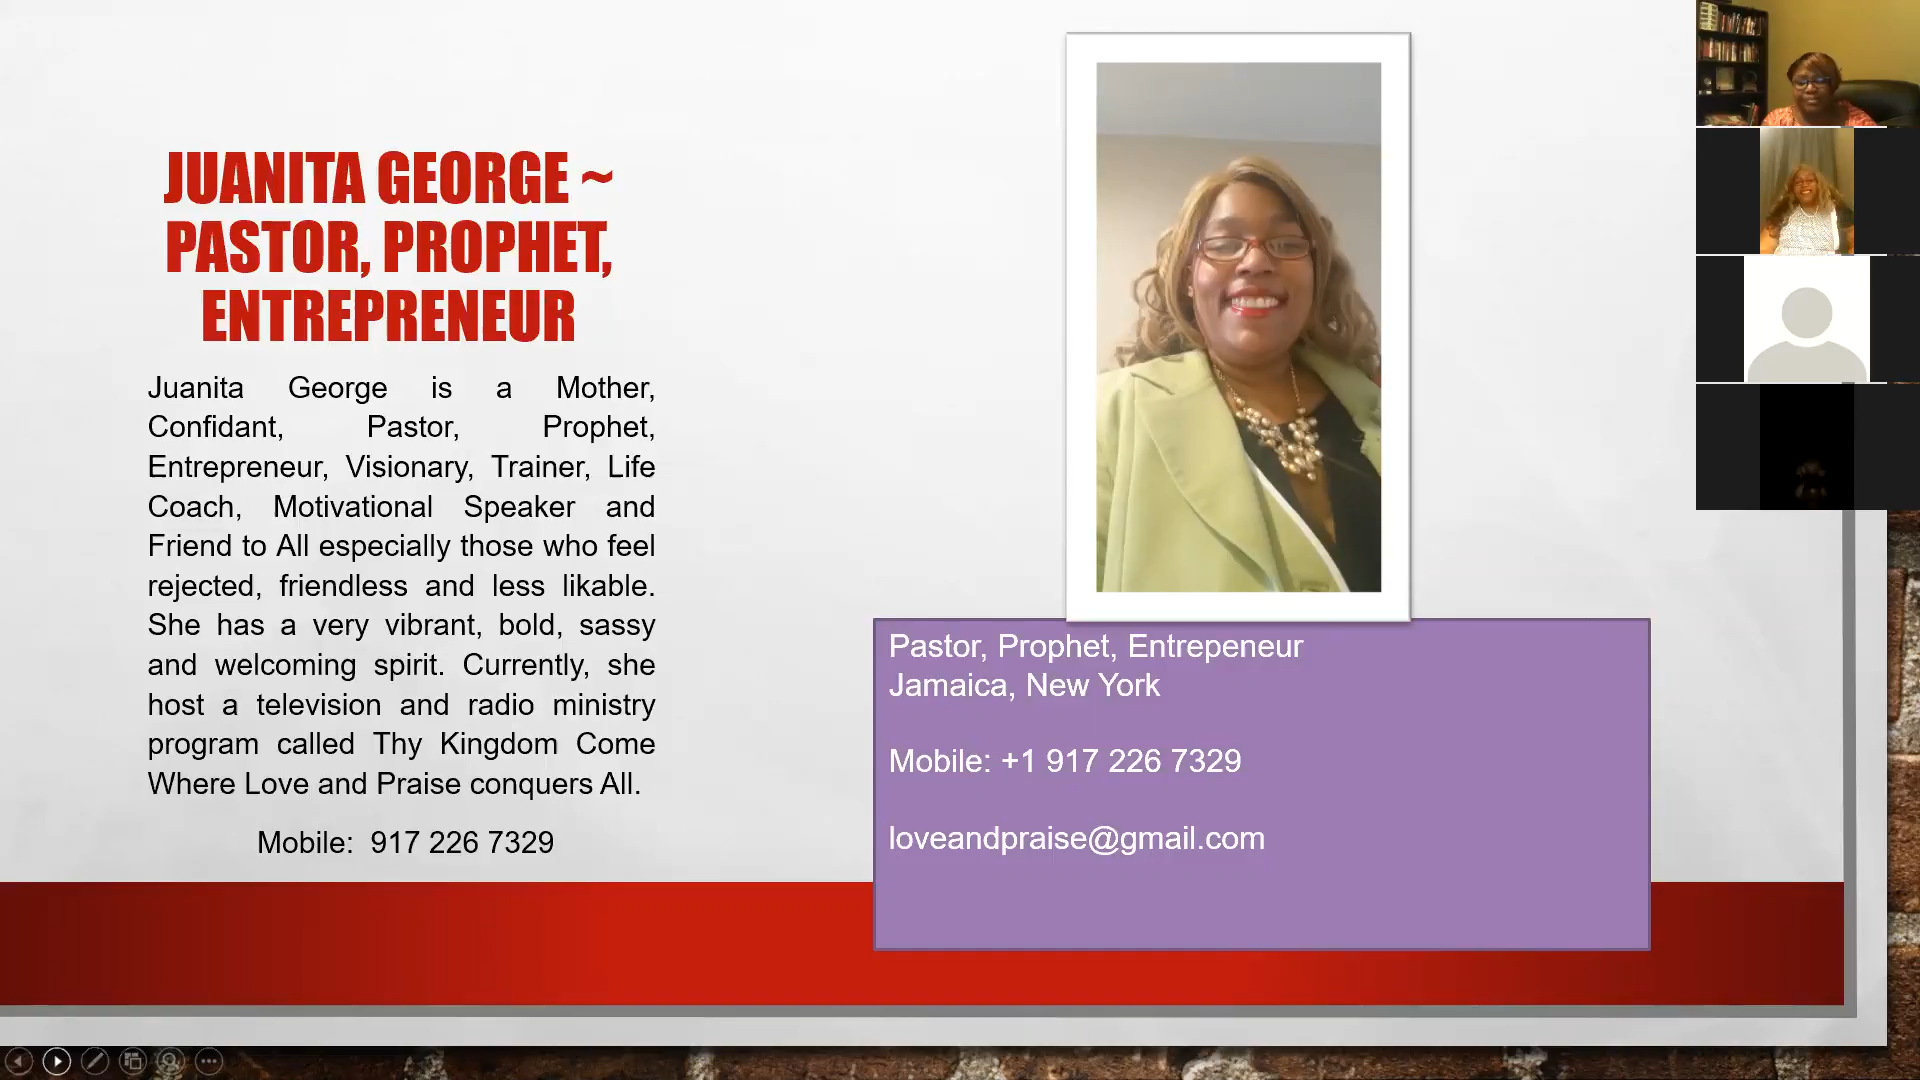 JUANITA GEORGE ~
PASTOR, PROPHET,
ENTREPRENEUR
Juanita George is a Mother,
Confidant, Pastor, Prophet,
Entrepreneur, Visionary, Trainer, Life
Coach, Motivational Speaker and
Friend to All especially those who feel
rejected, friendless and less likable.
She has a very vibrant, bold, sassy
and welcoming spirit. Currently, she
host a television and radio ministry
program called Thy Kingdom Come
Where Love and Praise conquers All.
Mobile: 917 226 7329
Pastor, Prophet, Entrepeneur
Jamaica, New York
Mobile: +1 917 226 7329
loveandpraise@gmail.com